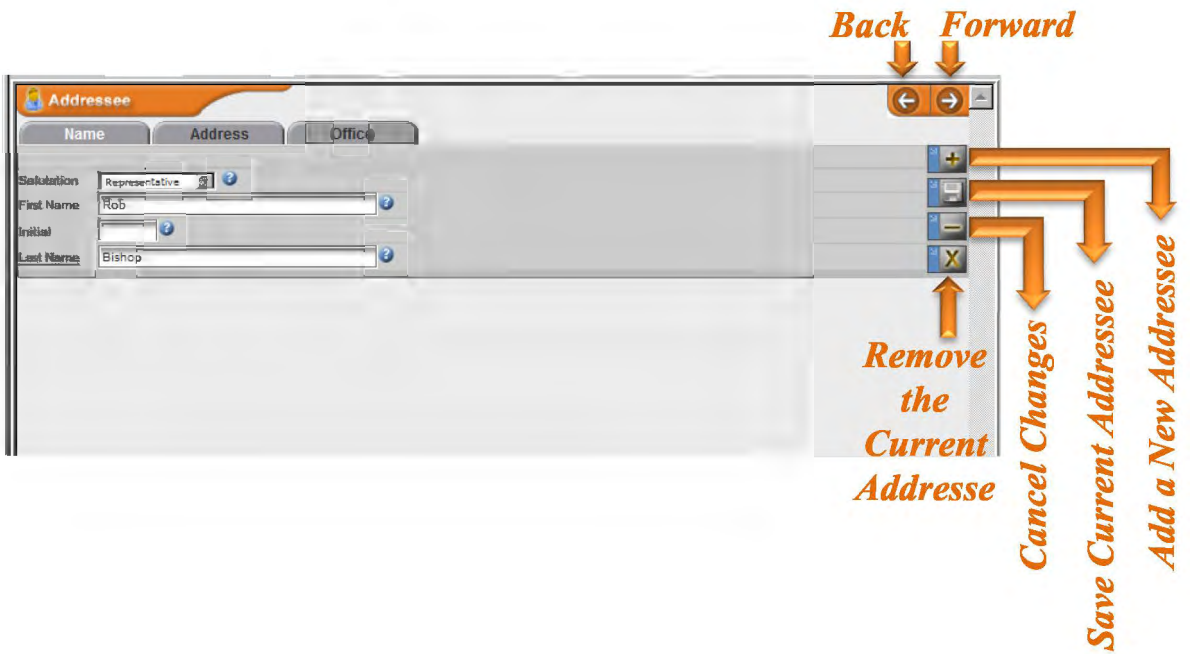 Back Forward
Addressee
Name Address Office
Salutation Representative
First Name Rob
Initial
Last Name Bishop
X
Remove
the
Current
Addresse
Cancel Changes
Save Current Addressee
Add a New Addressee